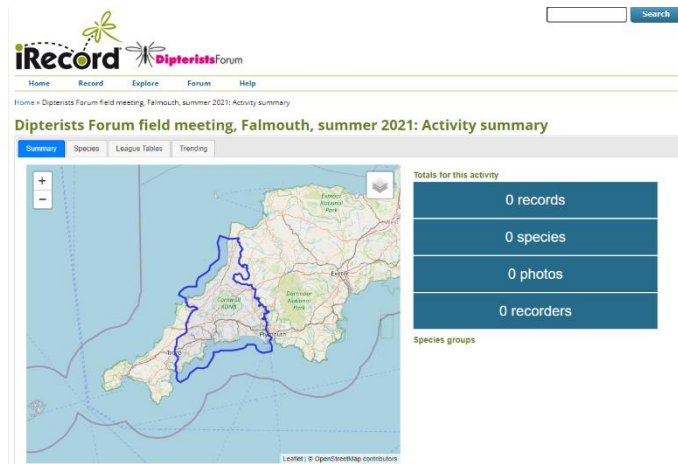 Search
iRecord DipteristsForum
Home Record Explore Forum Help
Home » Dipterists Forum field meeting, Falmouth, summer 2021: Activity summary
Dipterists Forum field meeting, Falmouth, summer 2021: Activity summary
Summary Species League Tables Trending
Totals for this activity
+
−
0 records
0 species
0 photos
0 recorders
Species groups
Exmoor
National
Park
Exeter
Dartmoor
National
Park
Cornwall
AONB
Plymouth
Leaflet | © OpenStreetMap contributors